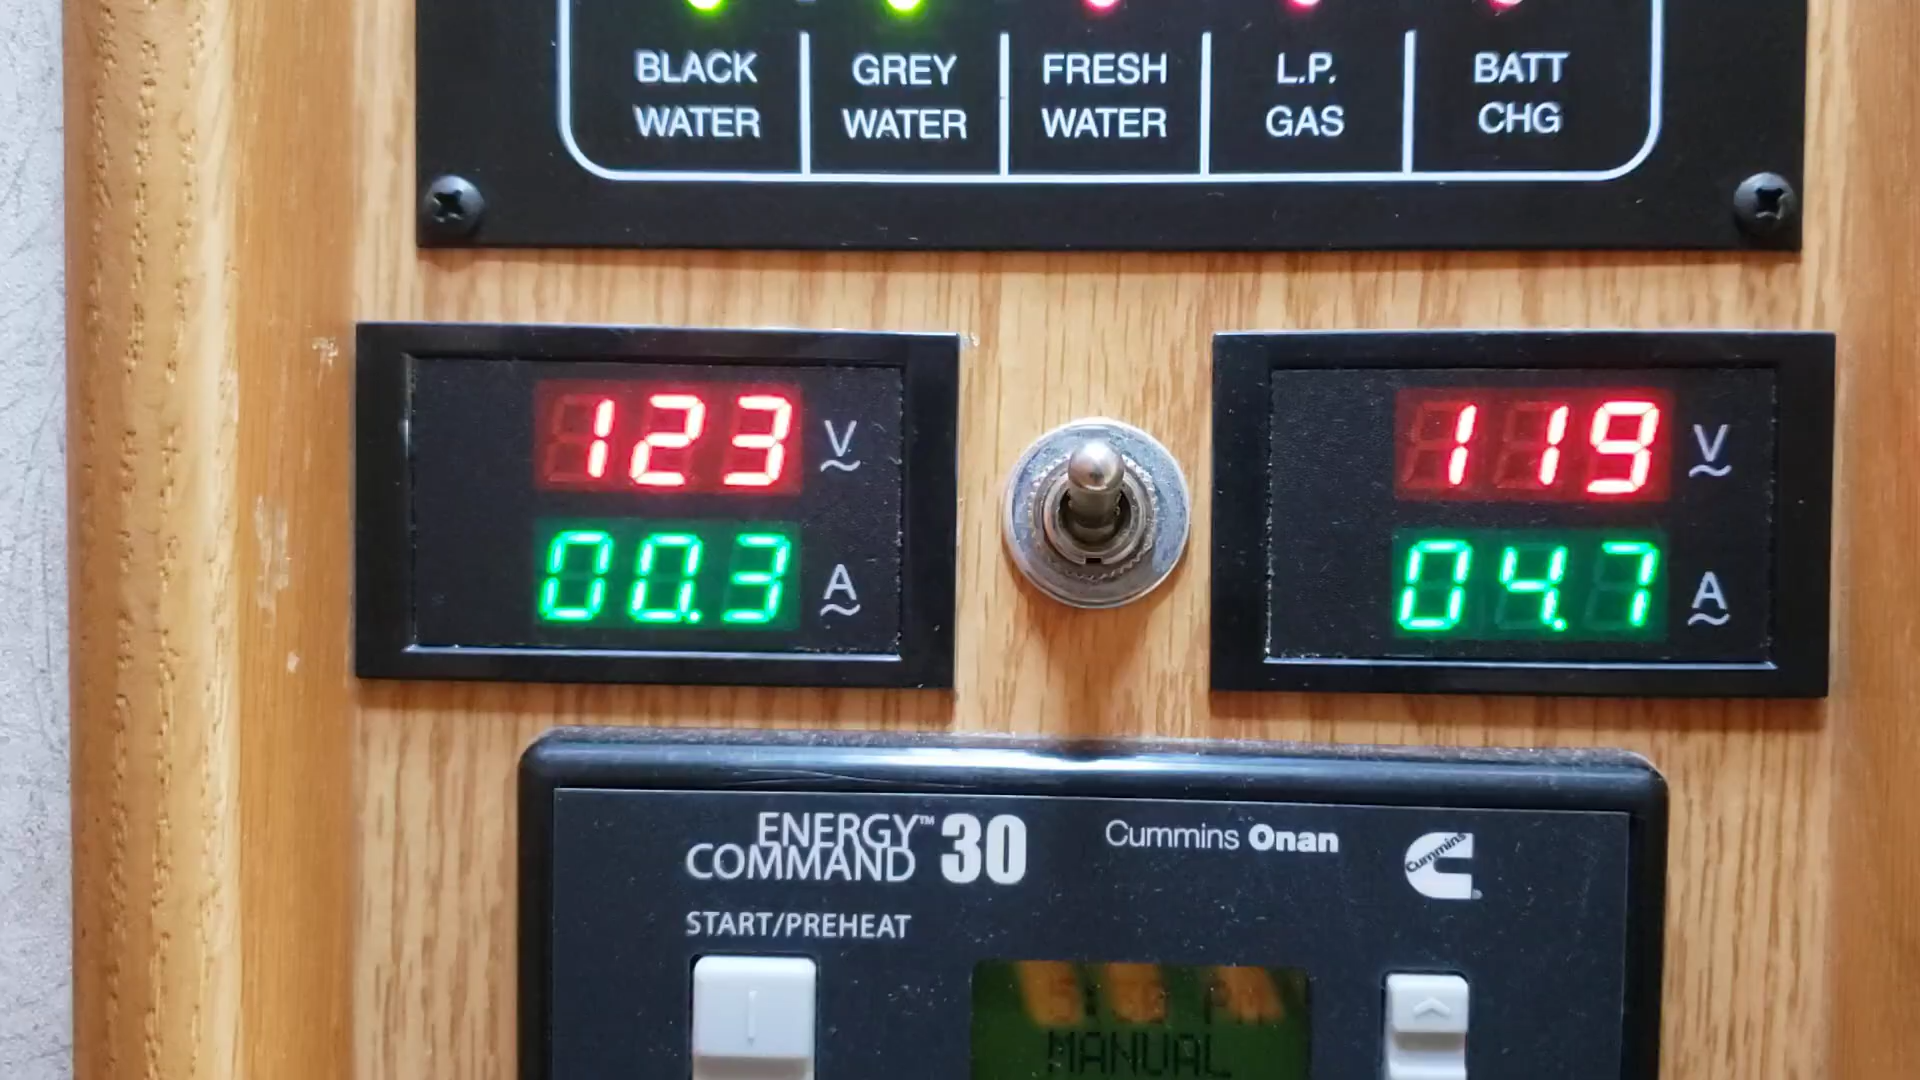 BLACK WATER
GREY WATER
FRESH WATER
L.P. GAS
BATT CHG
123 V
00.3 A
119 V
04.7 A
ENERGY™
COMMAND 30
Cummins Onan
Cummins
START/PREHEAT
PM
MANUAL